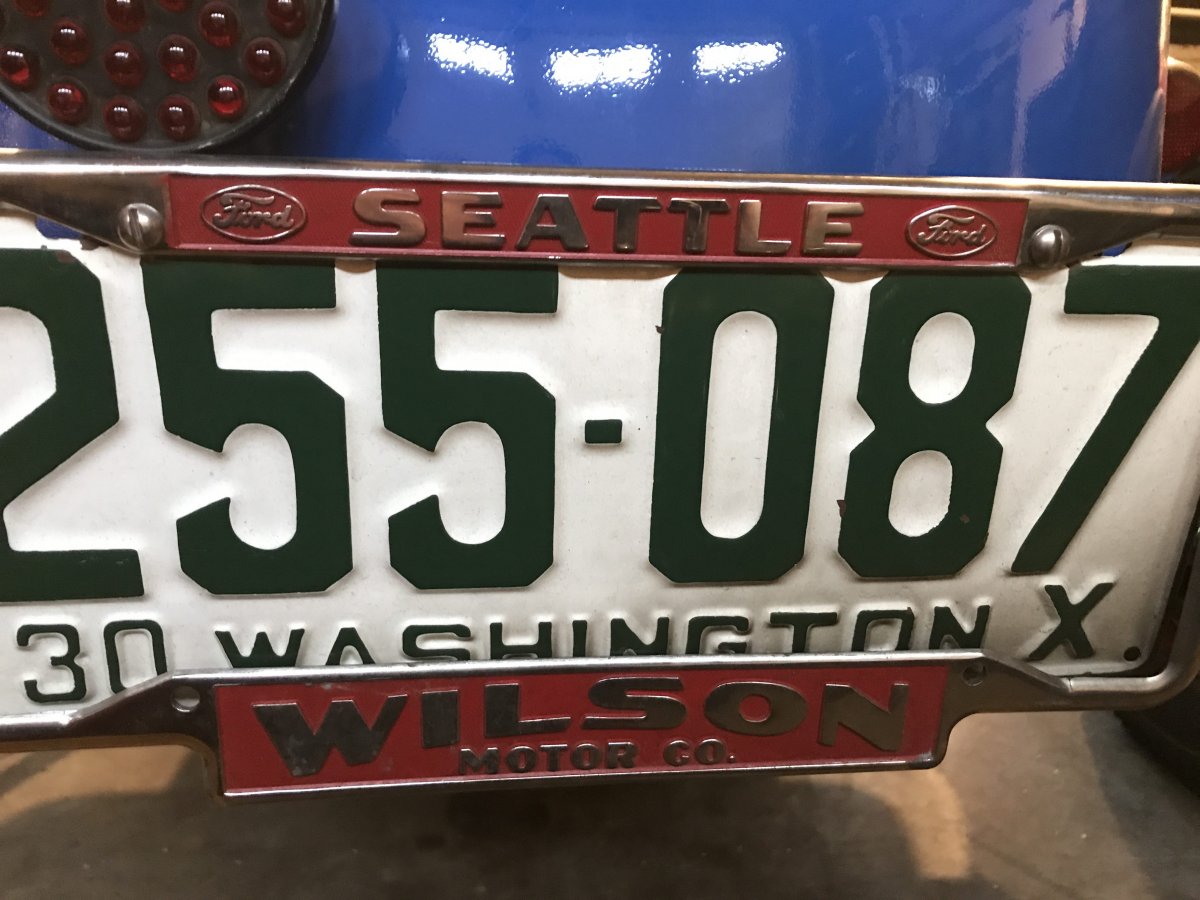 Ford SEATTLE Ford
255-087
30 WASHINGTON X.
WILSON
MOTOR CO.